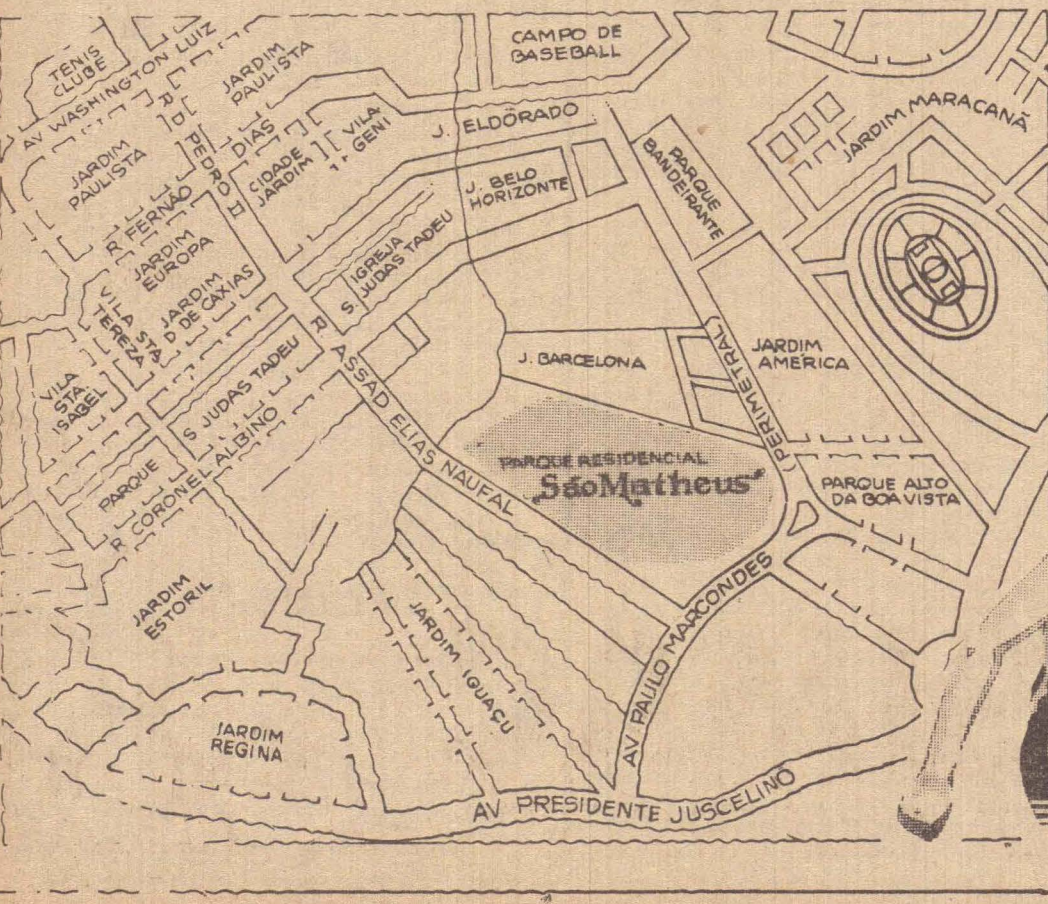 TENIS
CLUBE
AV WASHINGTON LUIZ
JARDIM
PAULISTA
CAMPO DE
BASEBALL
R D PEDRO II
JARDIM
PAULISTA
R FERNÃO DIAS
CIDADE
JARDIM
VILA
1ª GENI
J. ELDORADO
PARQUE
BANDEIRANTE
JARDIM MARACANÃ
J. BELO
HORIZONTE
IGREJA
S. JUDAS TADEU
JARDIM
EUROPA
JARDIM
D DE CAXIAS
VILA STA
TEREZA
VILA
STA
ISABEL
S JUDAS TADEU
R ASSAD ELIAS NAUFAL
J. BARCELONA
JARDIM
AMÉRICA
(PERIMETRAL)
PARQUE RESIDENCIAL
São Matheus
PARQUE ALTO
DA BOA VISTA
PARQUE
R CORONEL ALBINO
JARDIM
ESTORIL
JARDIM IGUAÇU
AV PAULO MARCONDES
JARDIM
REGINA
AV PRESIDENTE JUSCELINO